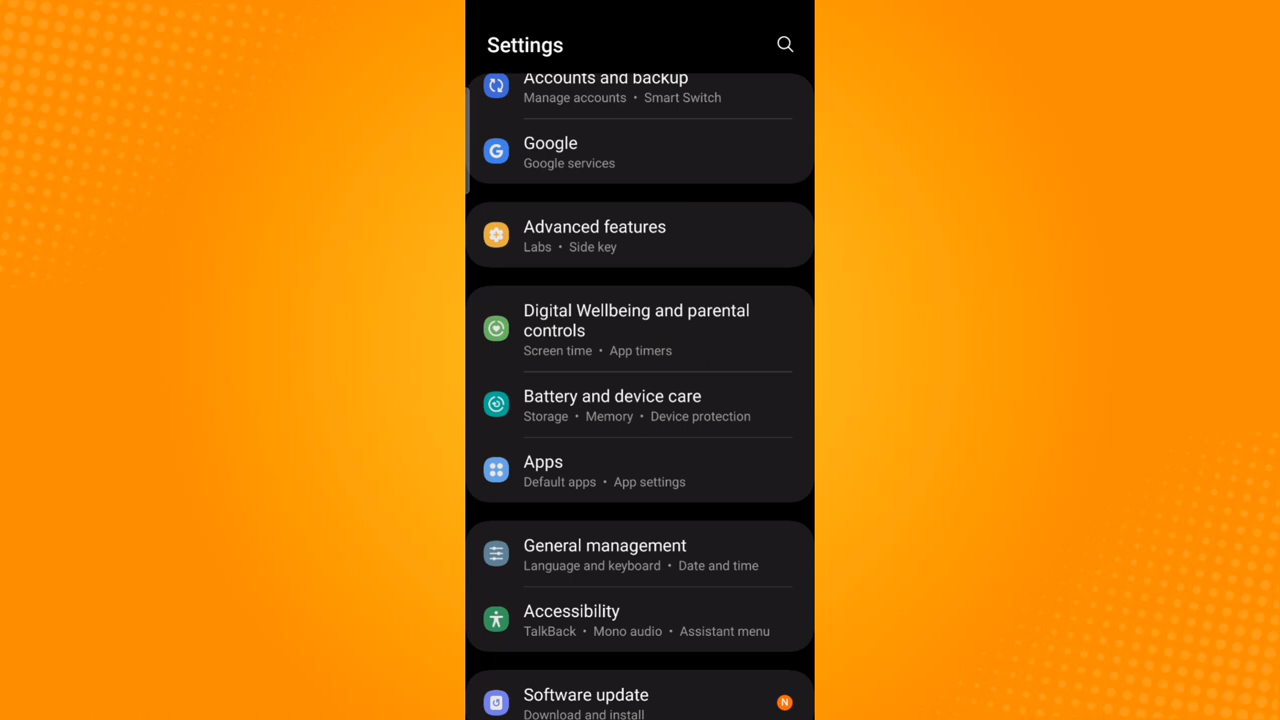 Settings
Accounts and backup
Manage accounts • Smart Switch
G
Google
Google services
Advanced features
Labs • Side key
Digital Wellbeing and parental
controls
Screen time • App timers
Battery and device care
Storage • Memory • Device protection
Apps
Default apps • App settings
General management
Language and keyboard • Date and time
Accessibility
TalkBack • Mono audio • Assistant menu
Software update
N
Download and install